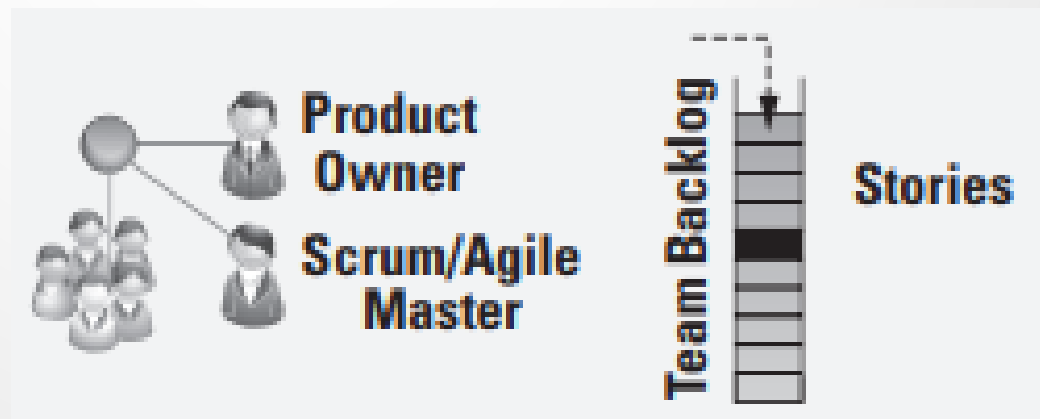 Product
Owner
Scrum/Agile
Master
Team Backlog
Stories